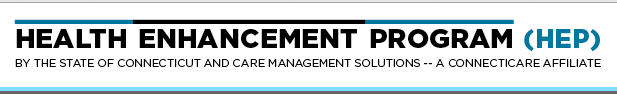 HEALTH ENHANCEMENT PROGRAM (HEP)
BY THE STATE OF CONNECTICUT AND CARE MANAGEMENT SOLUTIONS -- A CONNECTICARE AFFILIATE